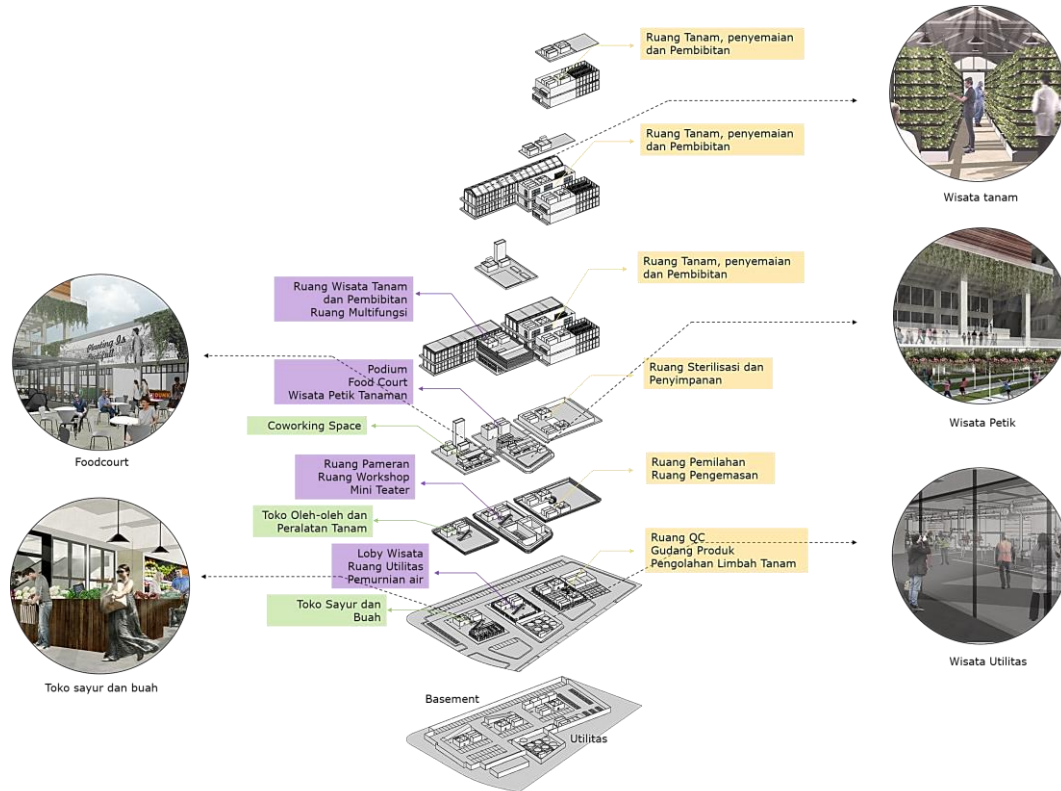 Ruang Tanam, penyemaian
dan Pembibitan
Ruang Tanam, penyemaian
dan Pembibitan
Wisata tanam
Ruang Tanam, penyemaian
dan Pembibitan
Ruang Wisata Tanam
dan Pembibitan
Ruang Multifungsi
Planting Is
Podium
Food Court
Wisata Petik Tanaman
Ruang Sterilisasi dan
Penyimpanan
Coworking Space
Wisata Petik
Foodcourt
Ruang Pameran
Ruang Workshop
Mini Teater
Ruang Pemilahan
Ruang Pengemasan
Toko Oleh-oleh dan
Peralatan Tanam
Ruang QC
Gudang Produk
Pengolahan Limbah Tanam
Loby Wisata
Ruang Utilitas
Pemurnian air
Toko Sayur dan
Buah
Wisata Utilitas
Toko sayur dan buah
Basement
Utilitas